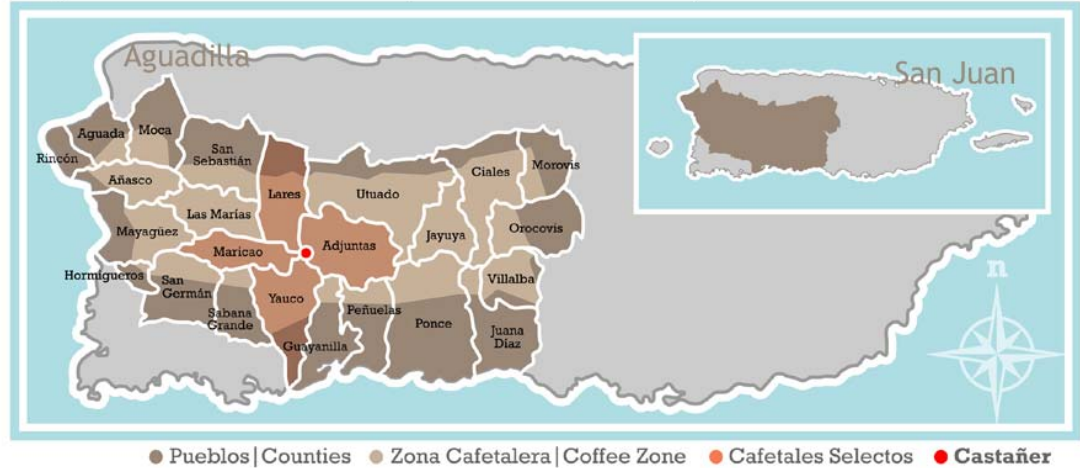 Aguadilla
San Juan
Aguada
Moca
Rincón
San
Sebastián
Añasco
Lares
Utuado
Ciales
Morovis
Las Marías
Mayagüez
Maricao
Adjuntas
Jayuya
Orocovis
Hormigueros
San
Germán
Sabana
Grande
Yauco
Guayanilla
Peñuelas
Ponce
Villalba
Juana
Díaz
n
Pueblos|Counties
Zona Cafetalera|Coffee Zone
Cafetales Selectos
Castañer